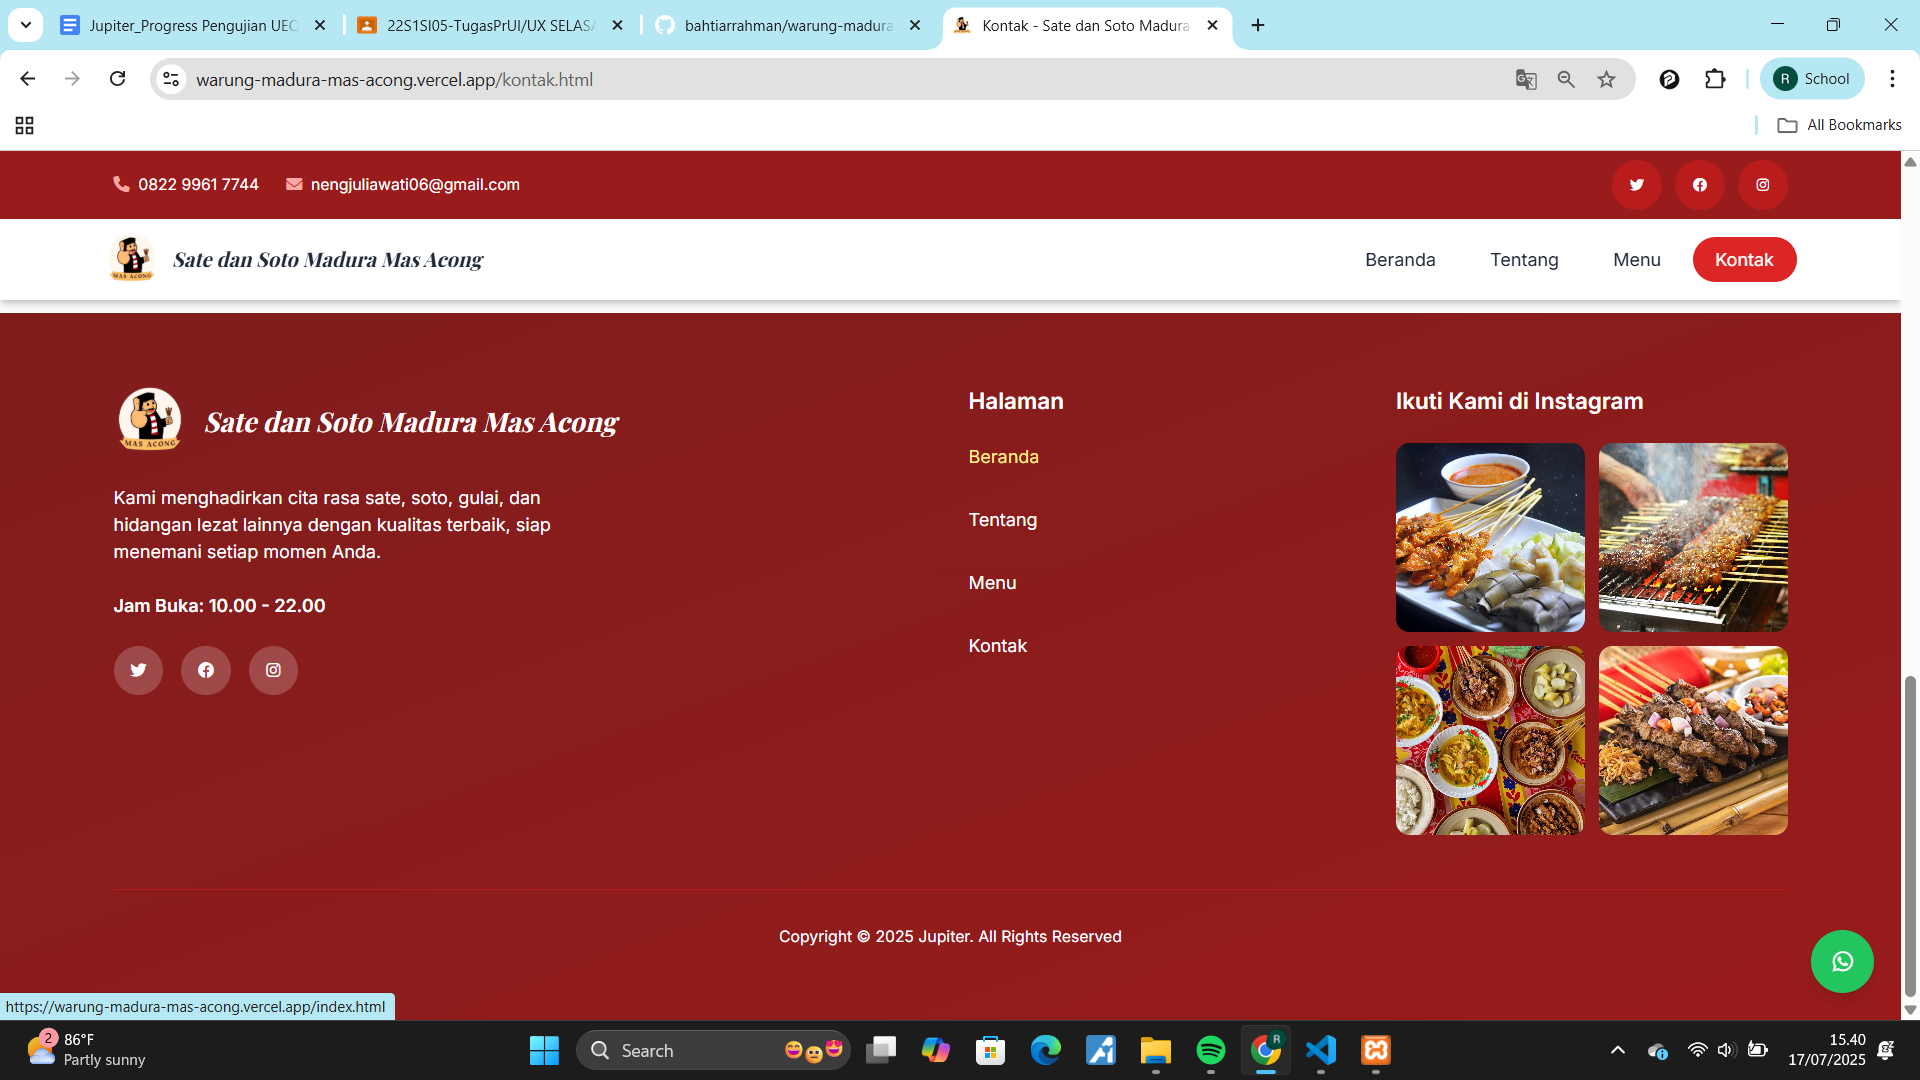 Jupiter_Progress Pengujian UEQ
22S1SI05-TugasPrUI/UX SELASA
bahtiarrahman/warung-madura
Kontak - Sate dan Soto Madura
warung-madura-mas-acong.vercel.app/kontak.html
R School
All Bookmarks
0822 9961 7744
nengjuliawati06@gmail.com
MAS ACONG
Sate dan Soto Madura Mas Acong
Beranda
Tentang
Menu
Kontak
MAS ACONG
Sate dan Soto Madura Mas Acong
Kami menghadirkan cita rasa sate, soto, gulai, dan
hidangan lezat lainnya dengan kualitas terbaik, siap
menemani setiap momen Anda.
Jam Buka: 10.00 - 22.00
Halaman
Beranda
Tentang
Menu
Kontak
Ikuti Kami di Instagram
Copyright © 2025 Jupiter. All Rights Reserved
https://warung-madura-mas-acong.vercel.app/index.html
2
86°F
Partly sunny
Search
R
15.40
17/07/2025